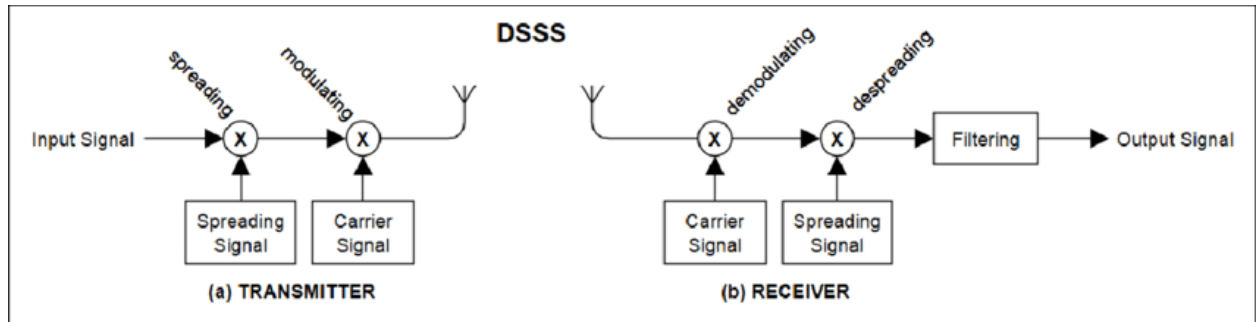 DSSS
spreading
modulating
demodulating
despreading
Input Signal
X
X
X
X
Filtering
Output Signal
Spreading
Signal
Carrier
Signal
Carrier
Signal
Spreading
Signal
(a) TRANSMITTER
(b) RECEIVER